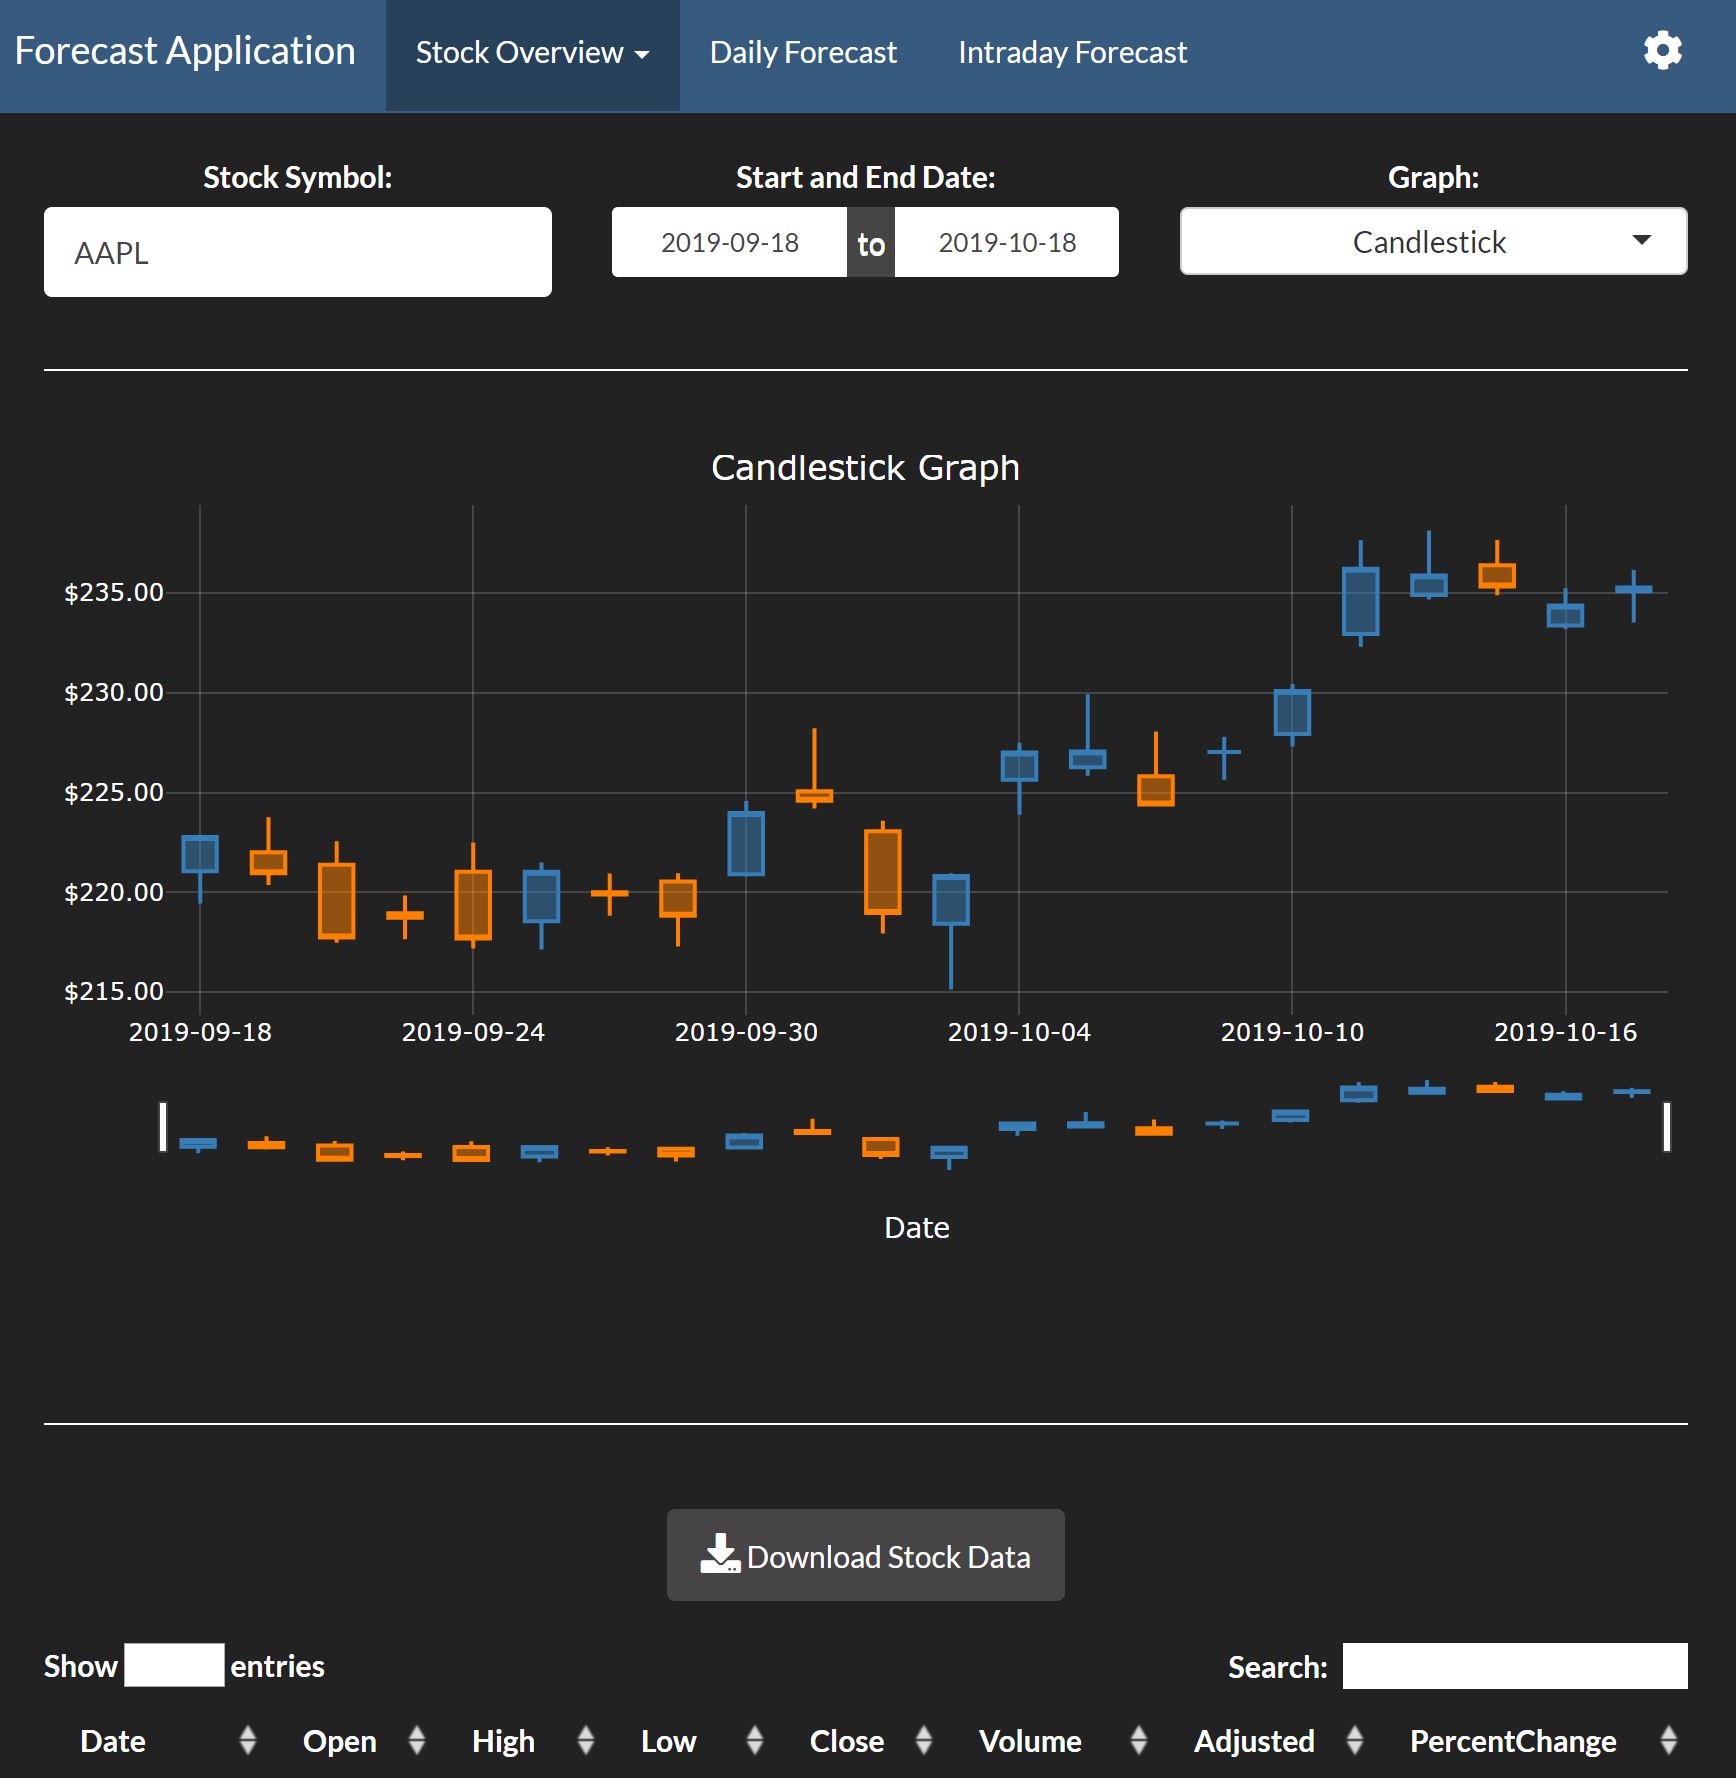 Forecast Application Stock Overview Daily Forecast Intraday Forecast
Stock Symbol: Start and End Date: Graph:
AAPL 2019-09-18 to 2019-10-18 Candlestick
Candlestick Graph
$235.00
$230.00
$225.00
$220.00
$215.00
2019-09-18 2019-09-24 2019-09-30 2019-10-04 2019-10-10 2019-10-16
Date
Download Stock Data
Show entries Search:
Date Open High Low Close Volume Adjusted PercentChange